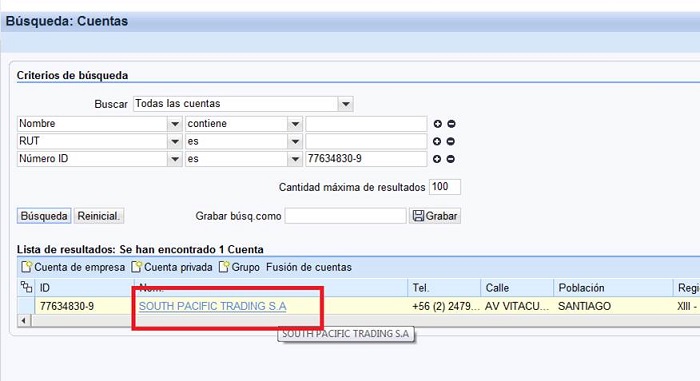 Búsqueda: Cuentas
Criterios de búsqueda
Buscar Todas las cuentas
Nombre contiene
RUT es
Número ID es 77634830-9
Cantidad máxima de resultados 100
Búsqueda Reinicial. Grabar búsq.como Grabar
Lista de resultados: Se han encontrado 1 Cuenta
Cuenta de empresa Cuenta privada Grupo Fusión de cuentas
ID Nom. Tel. Calle Población Regi
77634830-9 SOUTH PACIFIC TRADING S.A +56 (2) 2479... AV VITACU... SANTIAGO XIII -
SOUTH PACIFIC TRADING S.A